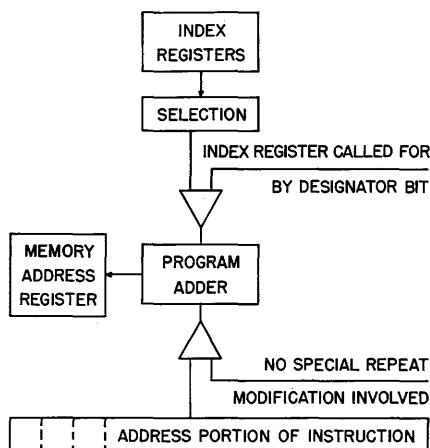 INDEX
REGISTERS
SELECTION
INDEX REGISTER CALLED FOR
BY DESIGNATOR BIT
MEMORY
ADDRESS
REGISTER
PROGRAM
ADDER
NO SPECIAL REPEAT
MODIFICATION INVOLVED
ADDRESS PORTION OF INSTRUCTION